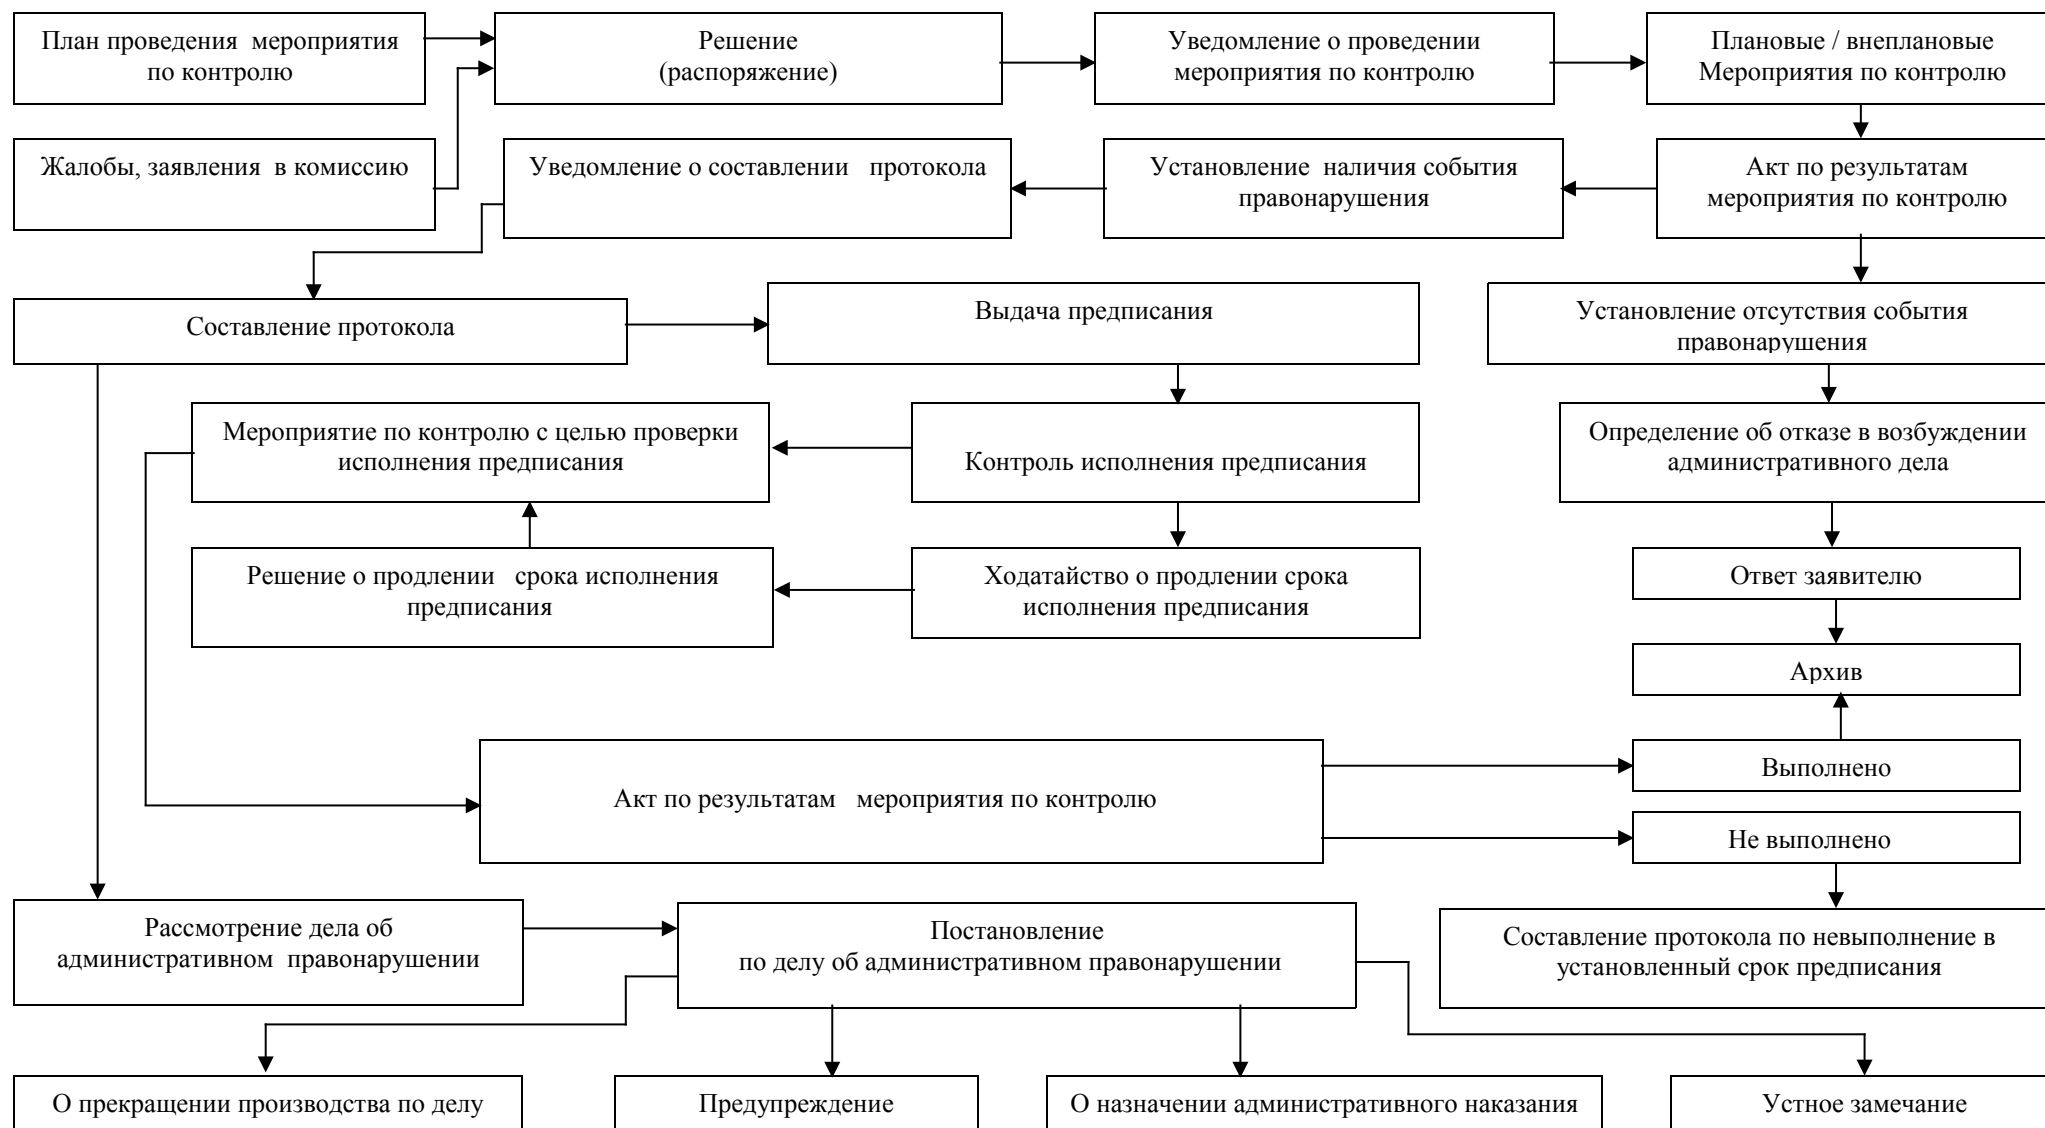 План проведения мероприятия
по контролю
Решение
(распоряжение)
Уведомление о проведении
мероприятия по контролю
Плановые / внеплановые
Мероприятия по контролю
Жалобы, заявления в комиссию
Уведомление о составлении протокола
Установление наличия события
правонарушения
Акт по результатам
мероприятия по контролю
Составление протокола
Выдача предписания
Установление отсутствия события
правонарушения
Мероприятие по контролю с целью проверки
исполнения предписания
Контроль исполнения предписания
Определение об отказе в возбуждении
административного дела
Решение о продлении срока исполнения
предписания
Ходатайство о продлении срока
исполнения предписания
Ответ заявителю
Архив
Акт по результатам мероприятия по контролю
Выполнено
Не выполнено
Рассмотрение дела об
административном правонарушении
Постановление
по делу об административном правонарушении
Составление протокола по невыполнение в
установленный срок предписания
О прекращении производства по делу
Предупреждение
О назначении административного наказания
Устное замечание